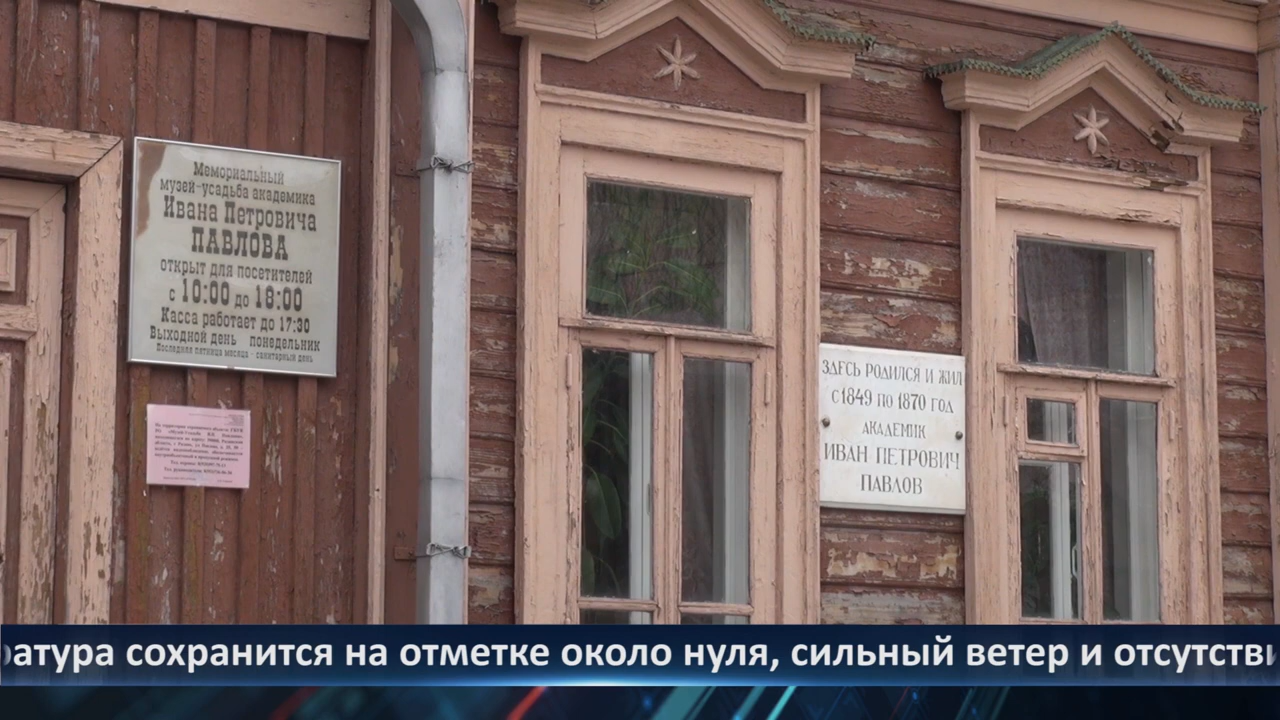 Мемориальный
музей-усадьба академика
Ивана Петровича
ПАВЛОВА
открыт для посетителей
с 10:00 до 18:00
Касса работает до 17:30
Выходной день понедельник
Последняя пятница месяца - санитарный день
ЗДЕСЬ РОДИЛСЯ И ЖИЛ
С 1849 ПО 1870 ГОД
АКАДЕМИК
ИВАН ПЕТРОВИЧ
ПАВЛОВ
ратура сохранится на отметке около нуля, сильный ветер и отсутстви